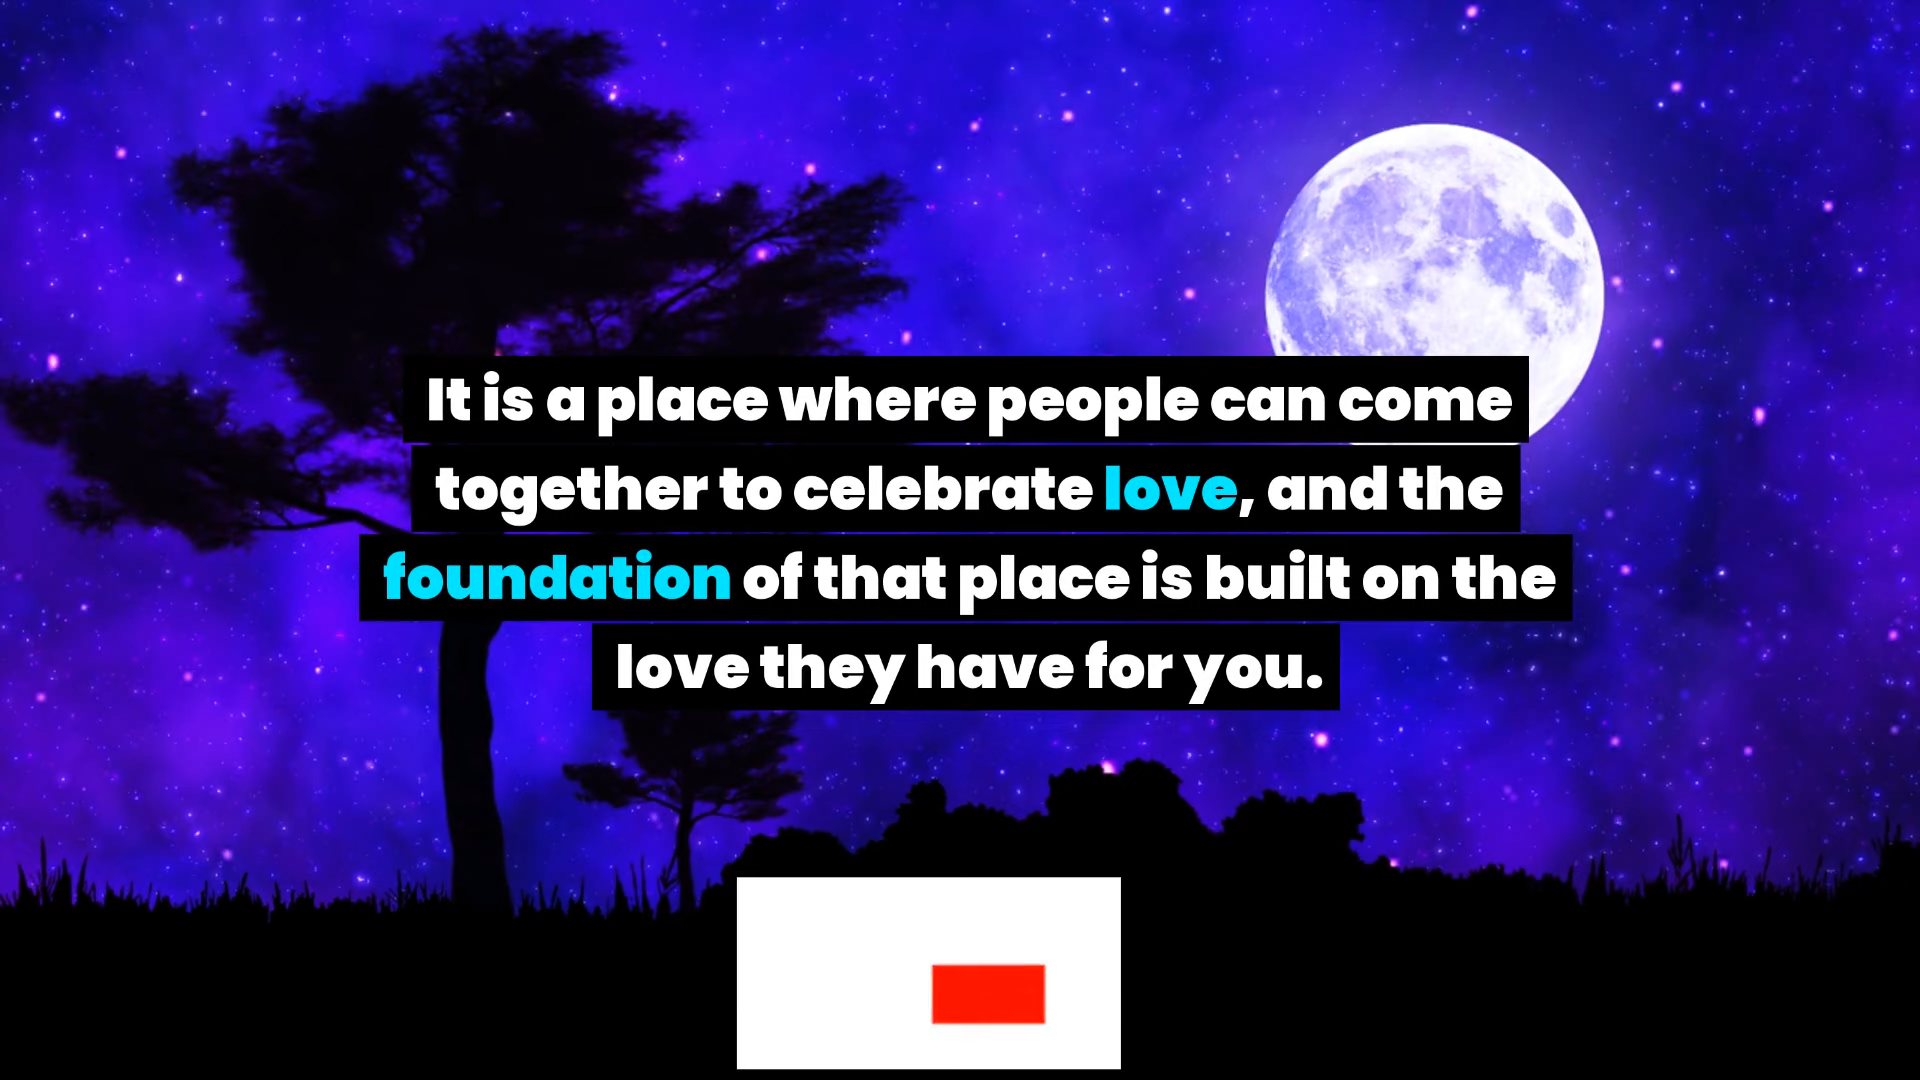 It is a place where people can come
together to celebrate love, and the
foundation of that place is built on the
love they have for you.